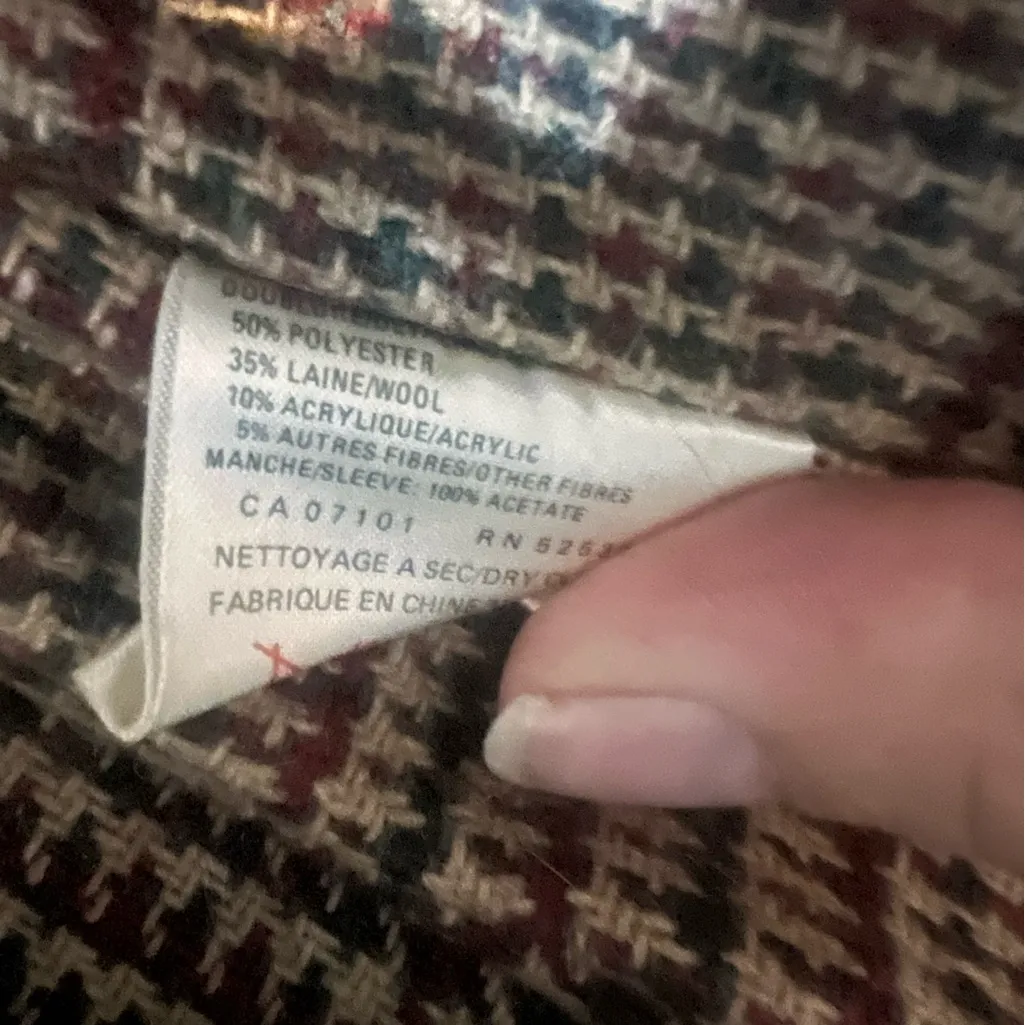 50% POLYESTER
35% LAINE/WOOL
10% ACRYLIQUE/ACRYLIC
5% AUTRES FIBRES/OTHER FIBRES
MANCHE/SLEEVE: 100% ACETATE
CA 07101 RN
NETTOYAGE A SEC/DRY
FABRIQUE EN CHINE